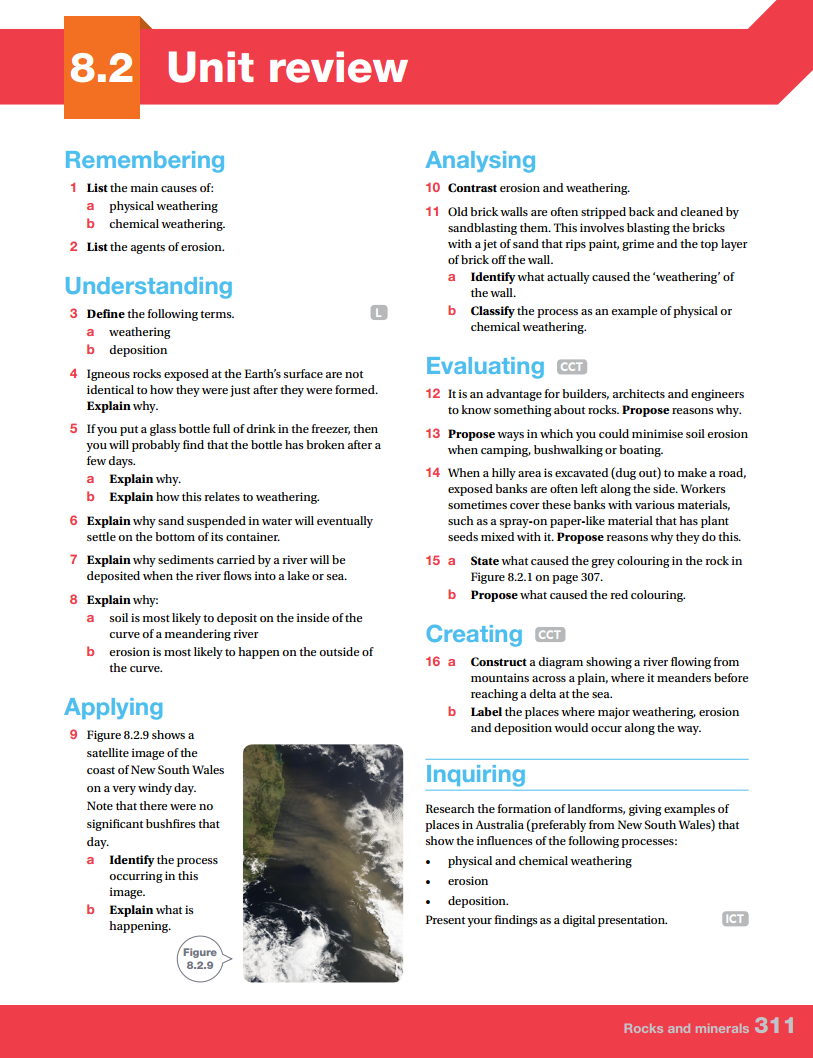 8.2 Unit review
Remembering
1 List the main causes of:
a physical weathering
b chemical weathering.
2 List the agents of erosion.
Understanding
3 Define the following terms. L
a weathering
b deposition
4 Igneous rocks exposed at the Earth's surface are not
identical to how they were just after they were formed.
Explain why.
5 If you put a glass bottle full of drink in the freezer, then
you will probably find that the bottle has broken after a
few days.
a Explain why.
b Explain how this relates to weathering.
6 Explain why sand suspended in water will eventually
settle on the bottom of its container.
7 Explain why sediments carried by a river will be
deposited when the river flows into a lake or sea.
8 Explain why:
a soil is most likely to deposit on the inside of the
curve of a meandering river
b erosion is most likely to happen on the outside of
the curve.
Applying
9 Figure 8.2.9 shows a
satellite image of the
coast of New South Wales
on a very windy day.
Note that there were no
significant bushfires that
day.
a Identify the process
occurring in this
image.
b Explain what is
happening.
Figure
8.2.9
Analysing
10 Contrast erosion and weathering.
11 Old brick walls are often stripped back and cleaned by
sandblasting them. This involves blasting the bricks
with a jet of sand that rips paint, grime and the top layer
of brick off the wall.
a Identify what actually caused the 'weathering' of
the wall.
b Classify the process as an example of physical or
chemical weathering.
Evaluating CCT
12 It is an advantage for builders, architects and engineers
to know something about rocks. Propose reasons why.
13 Propose ways in which you could minimise soil erosion
when camping, bushwalking or boating.
14 When a hilly area is excavated (dug out) to make a road,
exposed banks are often left along the side. Workers
sometimes cover these banks with various materials,
such as a spray-on paper-like material that has plant
seeds mixed with it. Propose reasons why they do this.
15 a State what caused the grey colouring in the rock in
Figure 8.2.1 on page 307.
b Propose what caused the red colouring.
Creating CCT
16 a Construct a diagram showing a river flowing from
mountains across a plain, where it meanders before
reaching a delta at the sea.
b Label the places where major weathering, erosion
and deposition would occur along the way.
Inquiring
Research the formation of landforms, giving examples of
places in Australia (preferably from New South Wales) that
show the influences of the following processes:
• physical and chemical weathering
• erosion
• deposition.
Present your findings as a digital presentation. ICT
Rocks and minerals 311